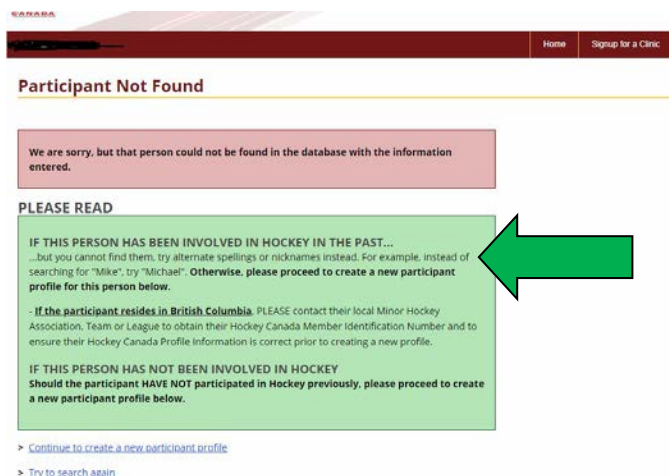 CANADA
Home Signup for a Clinic
Participant Not Found
We are sorry, but that person could not be found in the database with the information
entered.
PLEASE READ
IF THIS PERSON HAS BEEN INVOLVED IN HOCKEY IN THE PAST...
...but you cannot find them, try alternate spellings or nicknames instead. For example, instead of
searching for "Mike", try "Michael". Otherwise, please proceed to create a new participant
profile for this person below.
- If the participant resides in British Columbia, PLEASE contact their local Minor Hockey
Association, Team or League to obtain their Hockey Canada Member Identification Number and to
ensure their Hockey Canada Profile Information is correct prior to creating a new profile.
IF THIS PERSON HAS NOT BEEN INVOLVED IN HOCKEY
Should the participant HAVE NOT participated in Hockey previously, please proceed to create
a new participant profile below.
> Continue to create a new participant profile
> Try to search again